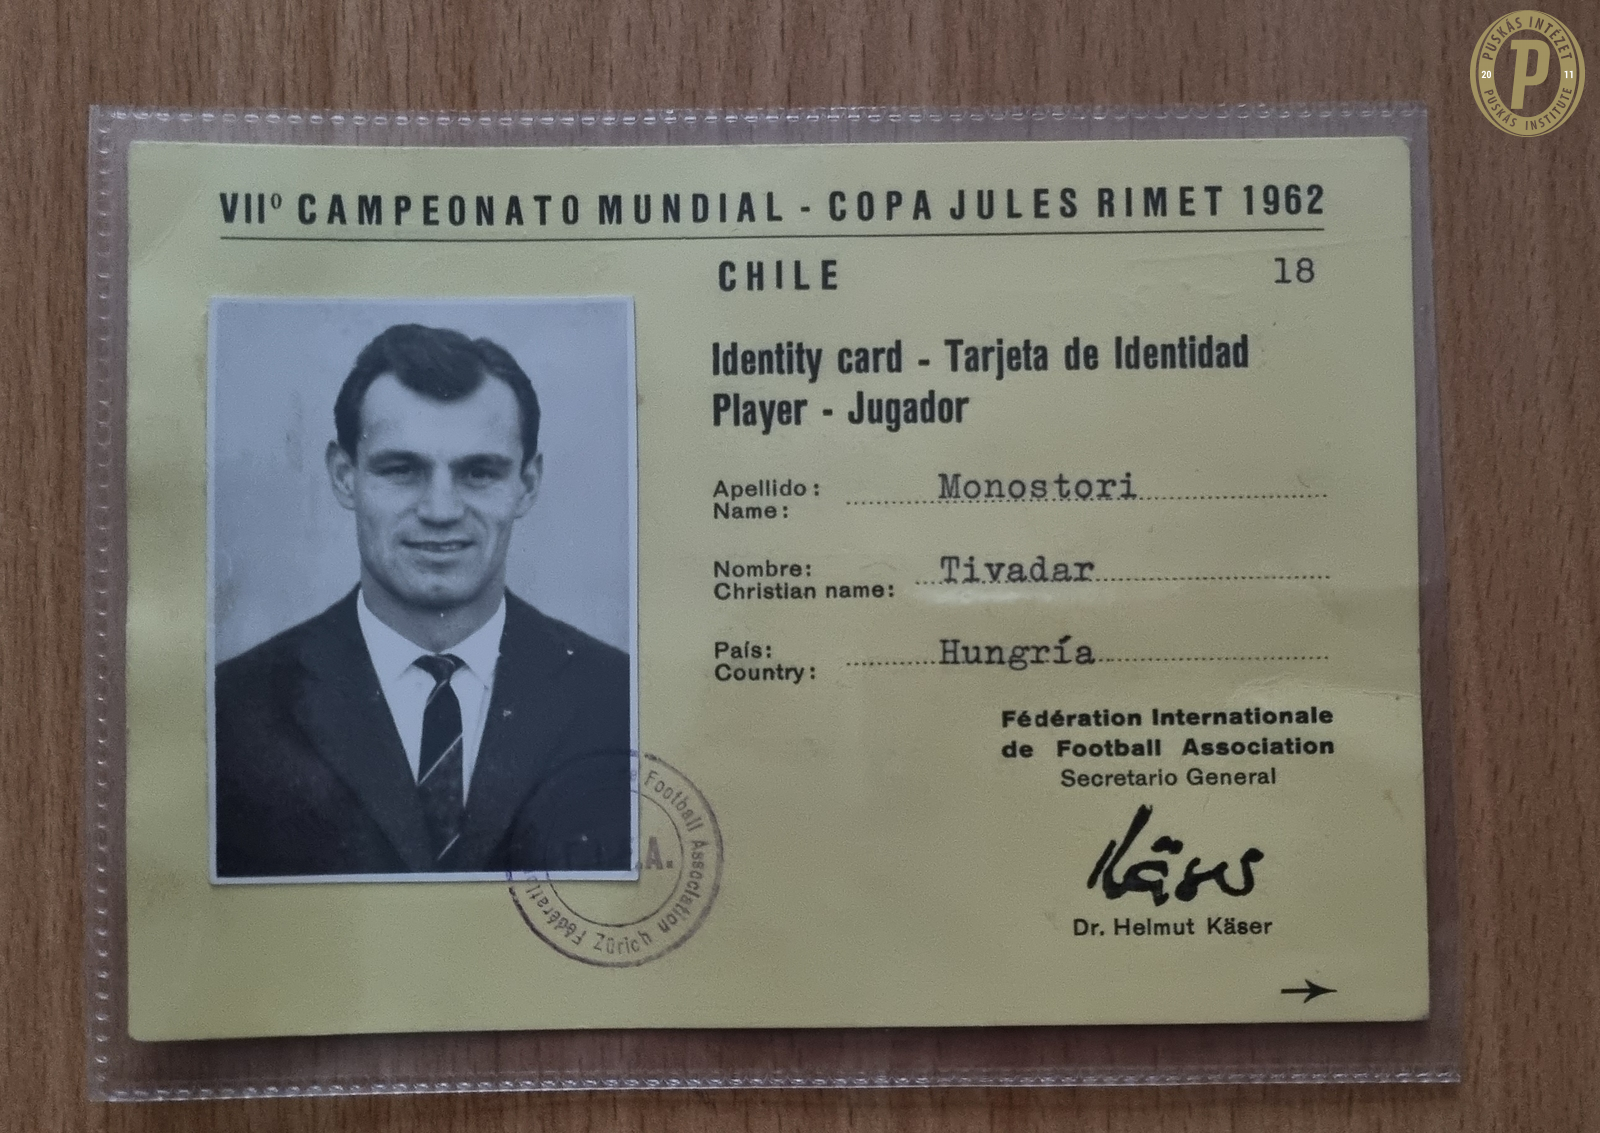 PUSKÁS INTÉZET
20 11
P
PUSKÁS INSTITUTE
VIIº CAMPEONATO MUNDIAL - COPA JULES RIMET 1962
CHILE 18
Identity card - Tarjeta de Identidad
Player - Jugador
Apellido: Monostori
Name:
Nombre: Tivadar
Christian name:
País: Hungría
Country:
Fédération Internationale
de Football Association
Secretario General
Käser
Dr. Helmut Käser
Football Association
Zürich
A.